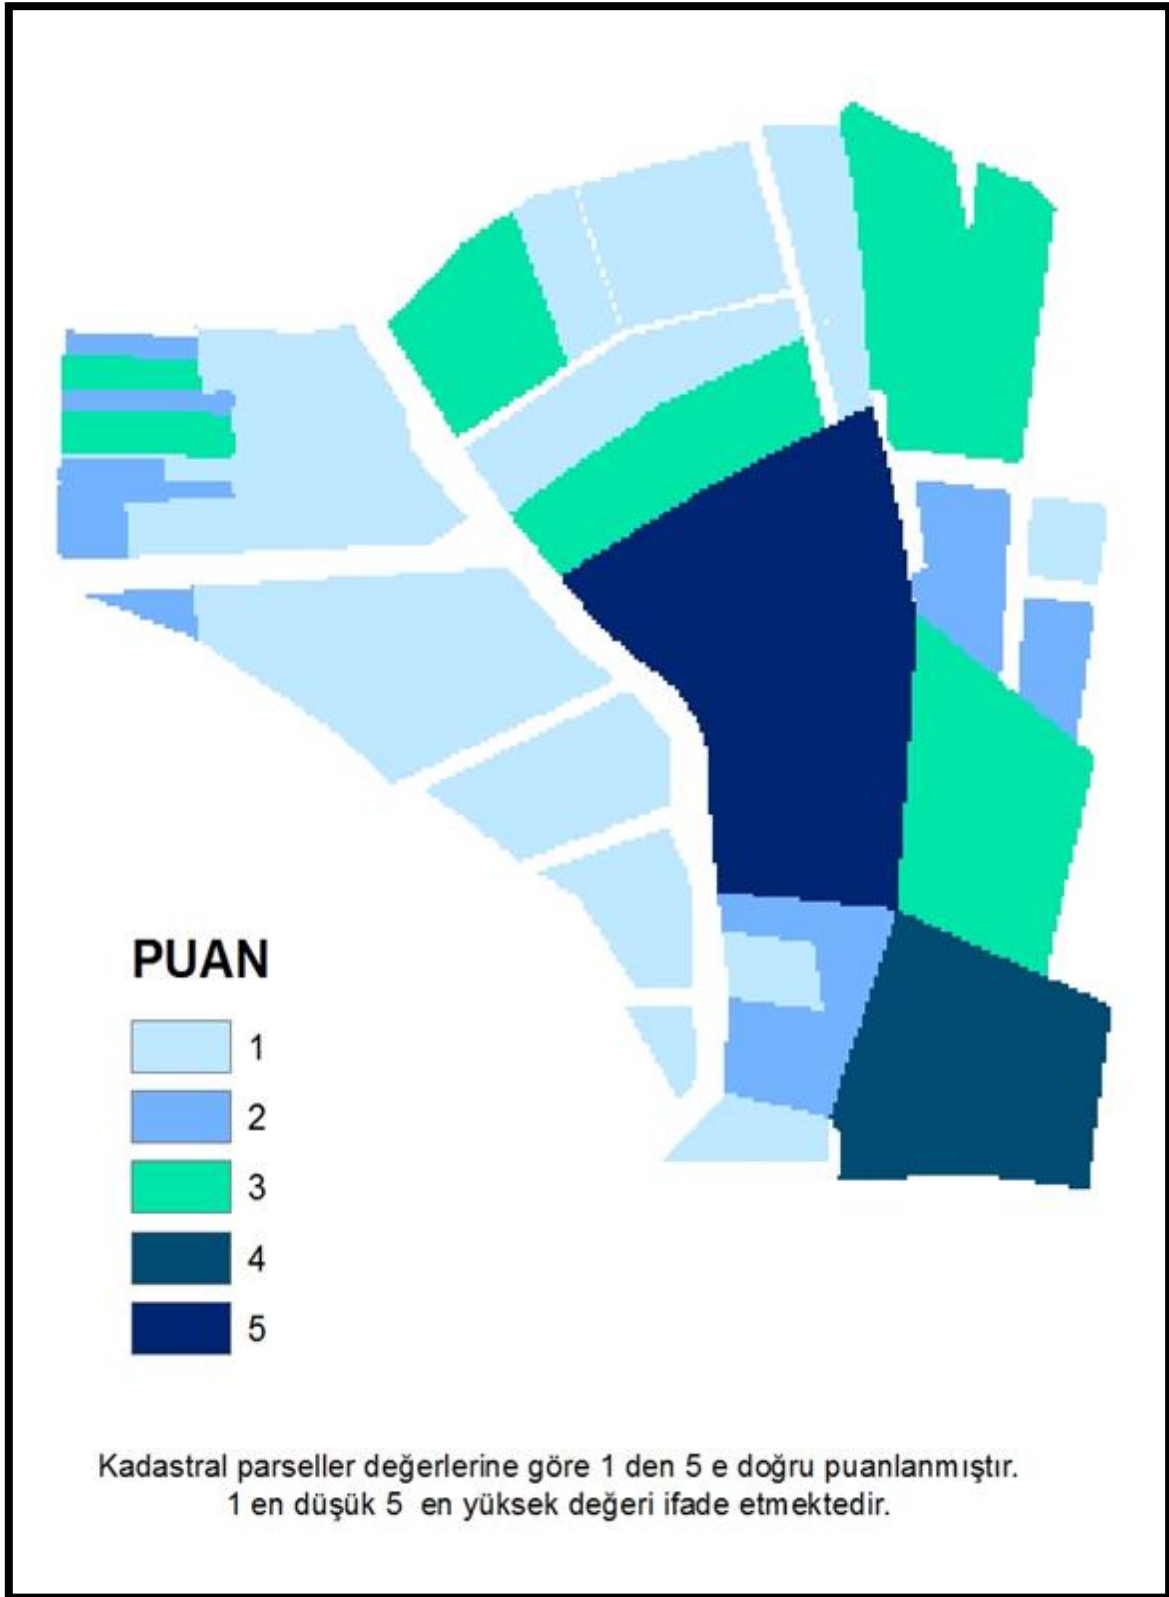 PUAN
1
2
3
4
5
Kadastral parseller değerlerine göre 1 den 5 e doğru puanlanmıştır.
1 en düşük 5 en yüksek değeri ifade etmektedir.